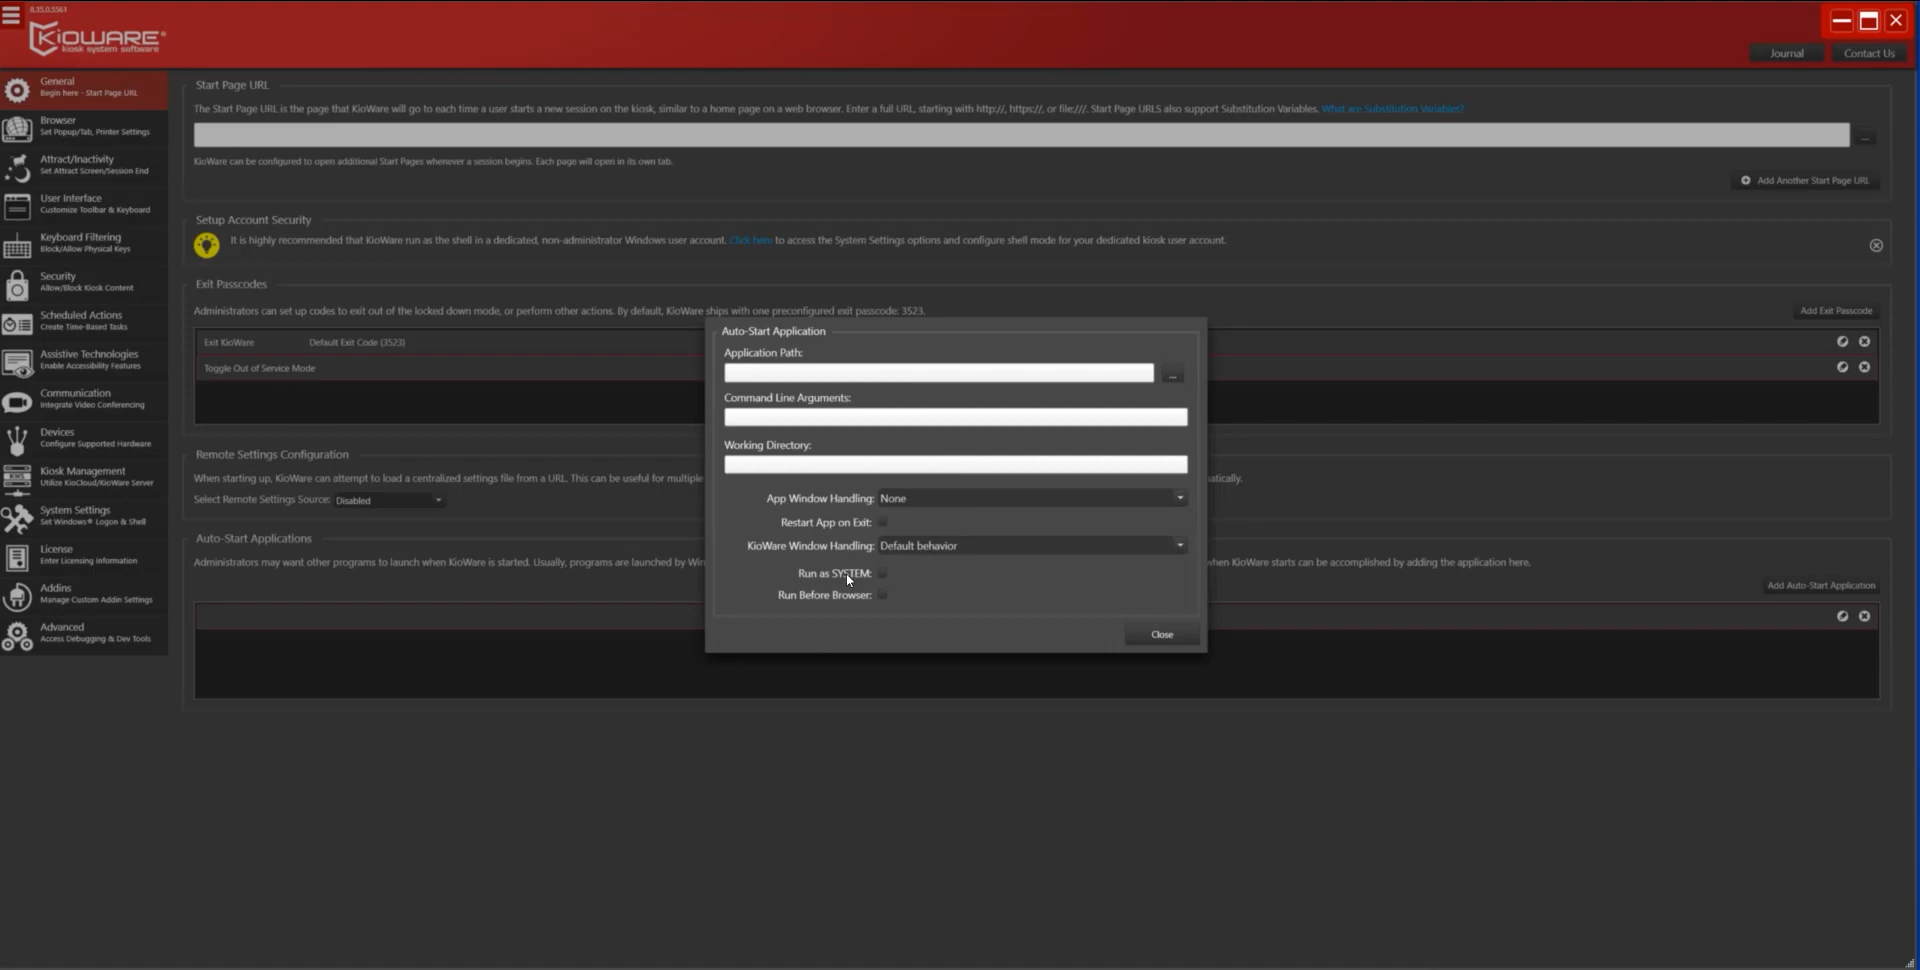 8.35.0.5561
KIOWARE®
kiosk system software
Journal
Contact Us
General
Begin here - Start Page URL
Browser
Set Popup/Tab, Printer Settings
Attract/Inactivity
Set Attract Screen/Session End
User Interface
Customize Toolbar & Keyboard
Keyboard Filtering
Block/Allow Physical Keys
Security
Allow/Block Kiosk Content
Scheduled Actions
Create Time-Based Tasks
Assistive Technologies
Enable Accessibility Features
Communication
Integrate Video Conferencing
Devices
Configure Supported Hardware
Kiosk Management
Utilize KioCloud/KioWare Server
System Settings
Set Windows® Logon & Shell
License
Enter Licensing Information
Addins
Manage Custom Addin Settings
Advanced
Access Debugging & Dev Tools
Start Page URL
The Start Page URL is the page that KioWare will go to each time a user starts a new session on the kiosk, similar to a home page on a web browser. Enter a full URL, starting with http://, https://, or file:///. Start Page URLS also support Substitution Variables. What are Substitution Variables?
...
KioWare can be configured to open additional Start Pages whenever a session begins. Each page will open in its own tab.
Add Another Start Page URL
Setup Account Security
It is highly recommended that KioWare run as the shell in a dedicated, non-administrator Windows user account. Click here to access the System Settings options and configure shell mode for your dedicated kiosk user account.
Exit Passcodes
Administrators can set up codes to exit out of the locked down mode, or perform other actions. By default, KioWare ships with one preconfigured exit passcode: 3523.
Add Exit Passcode
Exit KioWare Default Exit Code (3523)
Toggle Out of Service Mode
Remote Settings Configuration
When starting up, KioWare can attempt to load a centralized settings file from a URL. This can be useful for multiple
atically.
Select Remote Settings Source: Disabled
Auto-Start Applications
Administrators may want other programs to launch when KioWare is started. Usually, programs are launched by Win
when KioWare starts can be accomplished by adding the application here.
Add Auto-Start Application
Auto-Start Application
Application Path:
...
Command Line Arguments:
Working Directory:
App Window Handling: None
Restart App on Exit:
KioWare Window Handling: Default behavior
Run as SYSTEM:
Run Before Browser:
Close